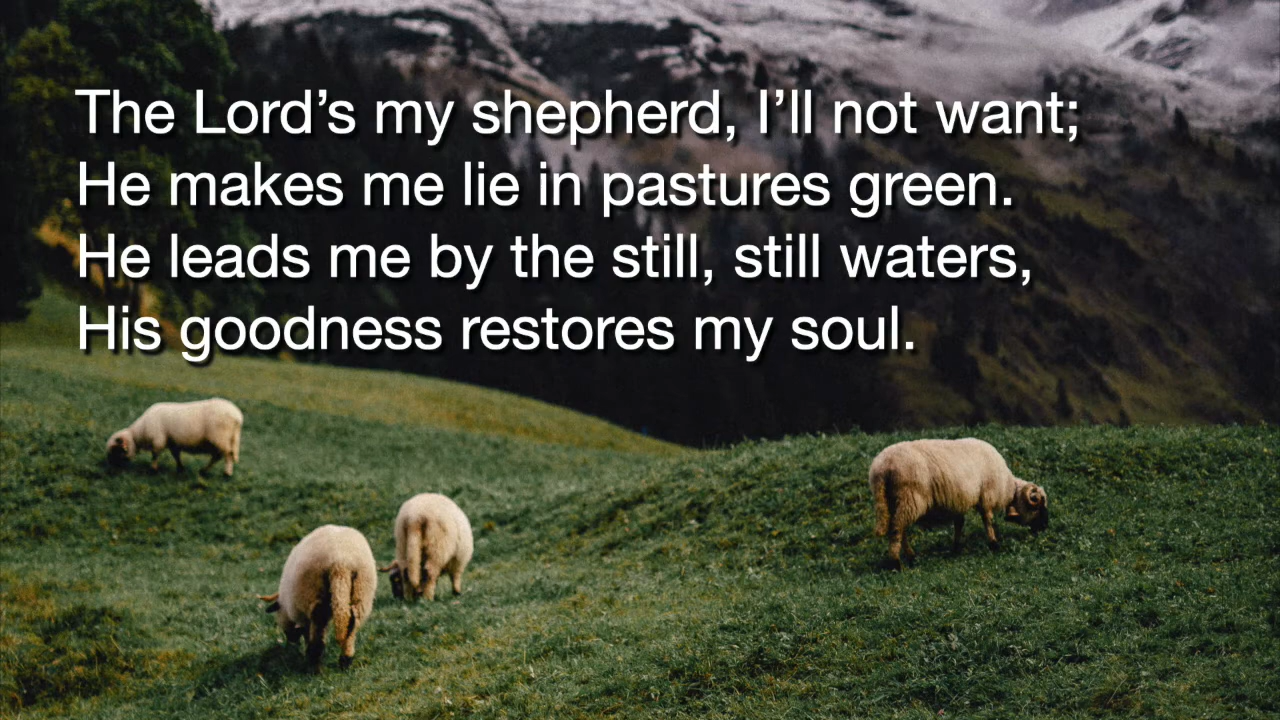 The Lord’s my shepherd, I’ll not want;
He makes me lie in pastures green.
He leads me by the still, still waters,
His goodness restores my soul.